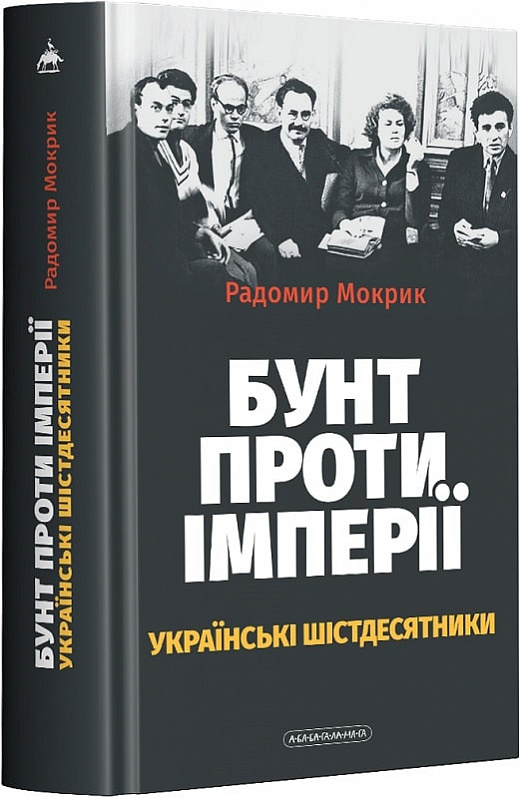 Радомир Мокрик
БУНТ
ПРОТИ
ІМПЕРІЇ
УКРАЇНСЬКІ ШІСТДЕСЯТНИКИ
А-БА-БА-ГА-ЛА-МА-ГА
Радомир Мокрик
БУНТ ПРОТИ ІМПЕРІЇ
УКРАЇНСЬКІ ШІСТДЕСЯТНИКИ